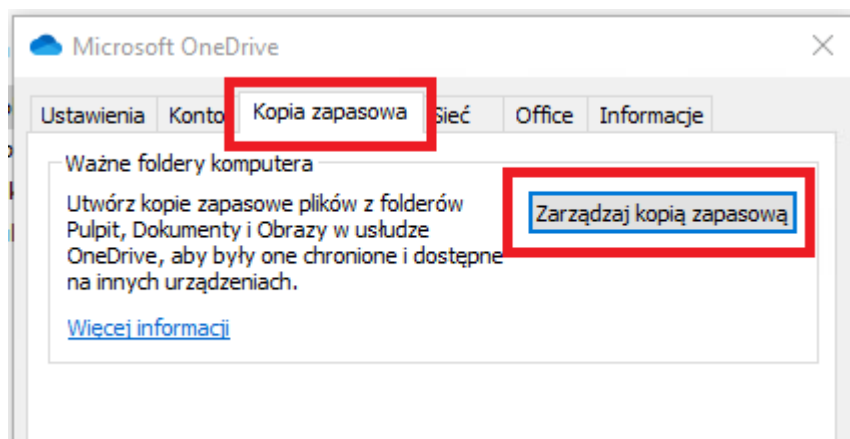 Microsoft OneDrive
Ustawienia Konto Kopia zapasowa Sieć Office Informacje
Ważne foldery komputera
Utwórz kopie zapasowe plików z folderów
Pulpit, Dokumenty i Obrazy w usłudze
OneDrive, aby były one chronione i dostępne
na innych urządzeniach.
Zarządzaj kopią zapasową
Więcej informacji